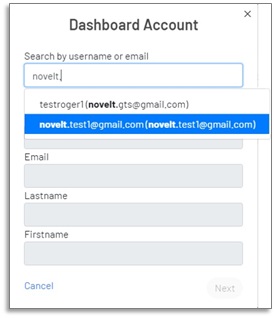 Dashboard Account
Search by username or email
novelt.
testroger1 (novelt.gts@gmail.com)
novelt.test1@gmail.com (novelt.test1@gmail.com)
Email
Lastname
Firstname
Cancel
Next